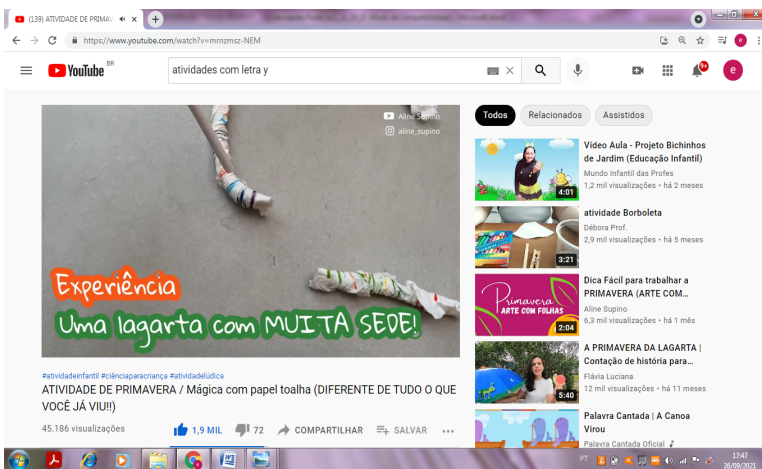 (139) ATIVIDADE DE PRIMAV
https://www.youtube.com/watch?v=mrnzmsz-NEM
YouTube BR
atividades com letra y
9+
e
Aline Supino
aline_supino
Experiência
Uma lagarta com MUITA SEDE!
#atividadeinfantil #ciênciaparacriança #atividadelúdica
ATIVIDADE DE PRIMAVERA / Mágica com papel toalha (DIFERENTE DE TUDO O QUE
VOCÊ JÁ VIU!!)
45.186 visualizações
1,9 MIL
72
COMPARTILHAR
SALVAR
Todos
Relacionados
Assistidos
4:01
Vídeo Aula - Projeto Bichinhos
de Jardim (Educação Infantil)
Mundo Infantil das Profes
1,2 mil visualizações • há 2 meses
3:21
atividade Borboleta
Débora Prof.
2,9 mil visualizações • há 5 meses
Primavera
ARTE COM FOLHAS
2:04
Dica Fácil para trabalhar a
PRIMAVERA (ARTE COM...
Aline Supino
6,3 mil visualizações • há 1 mês
5:40
A PRIMAVERA DA LAGARTA |
Contação de história para...
Flávia Luciana
12 mil visualizações • há 11 meses
Palavra Cantada | A Canoa
Virou
Palavra Cantada Oficial
PT
17:47
26/09/2021